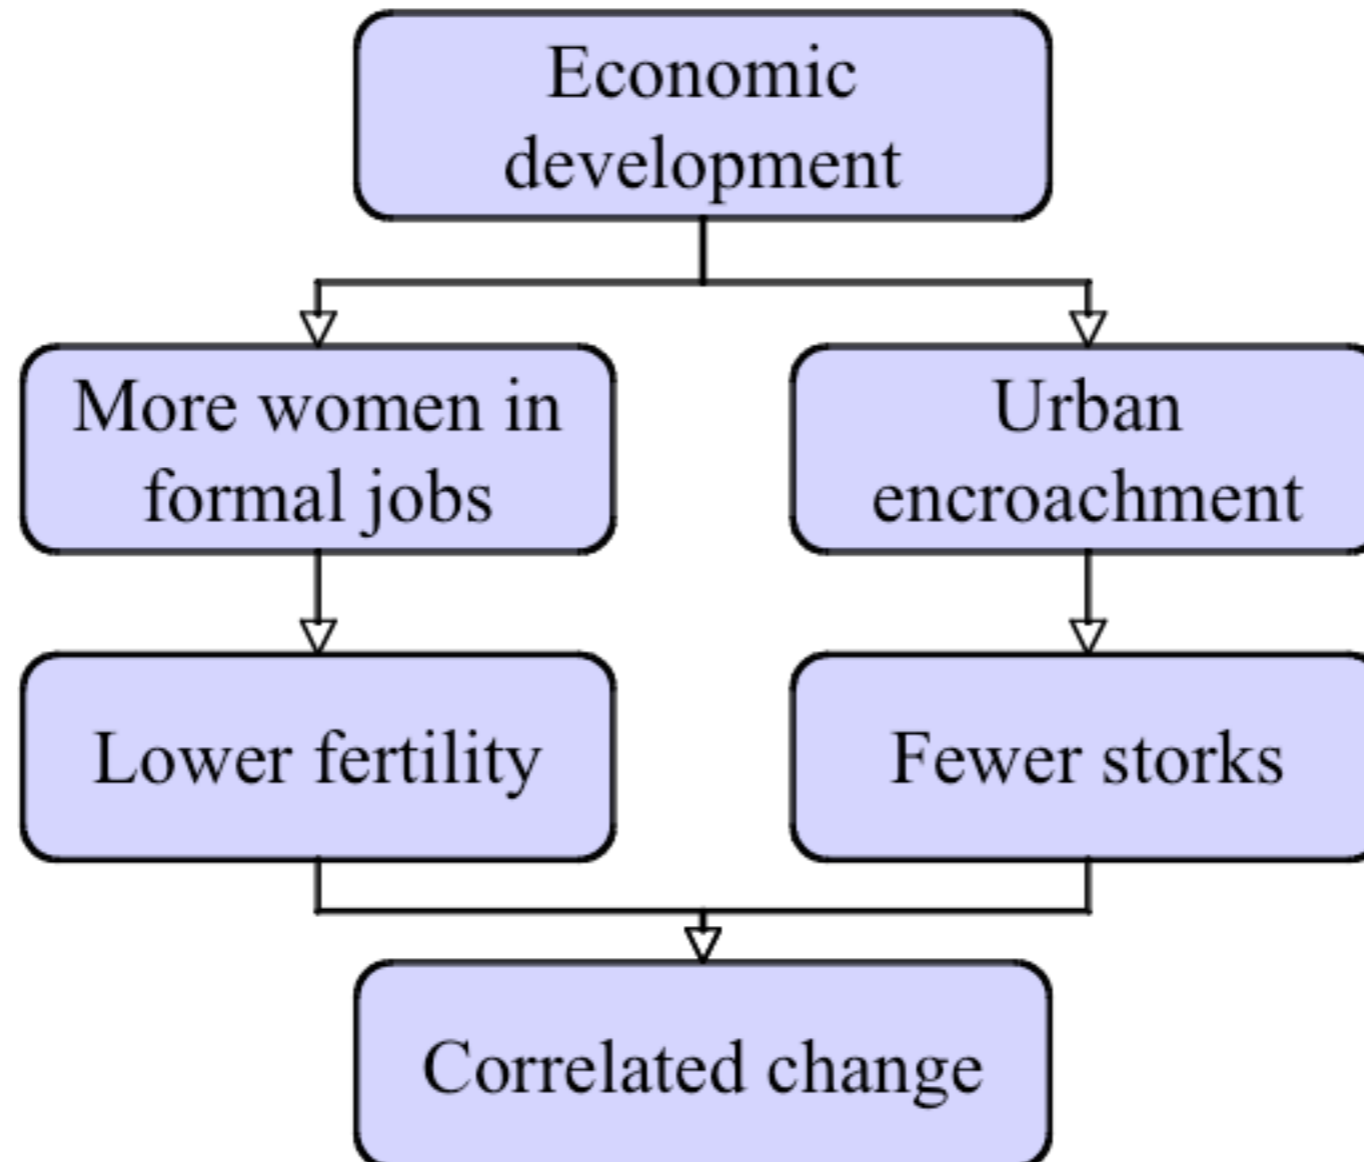 Economic
development
More women in
formal jobs
Urban
encroachment
Lower fertility
Fewer storks
Correlated change